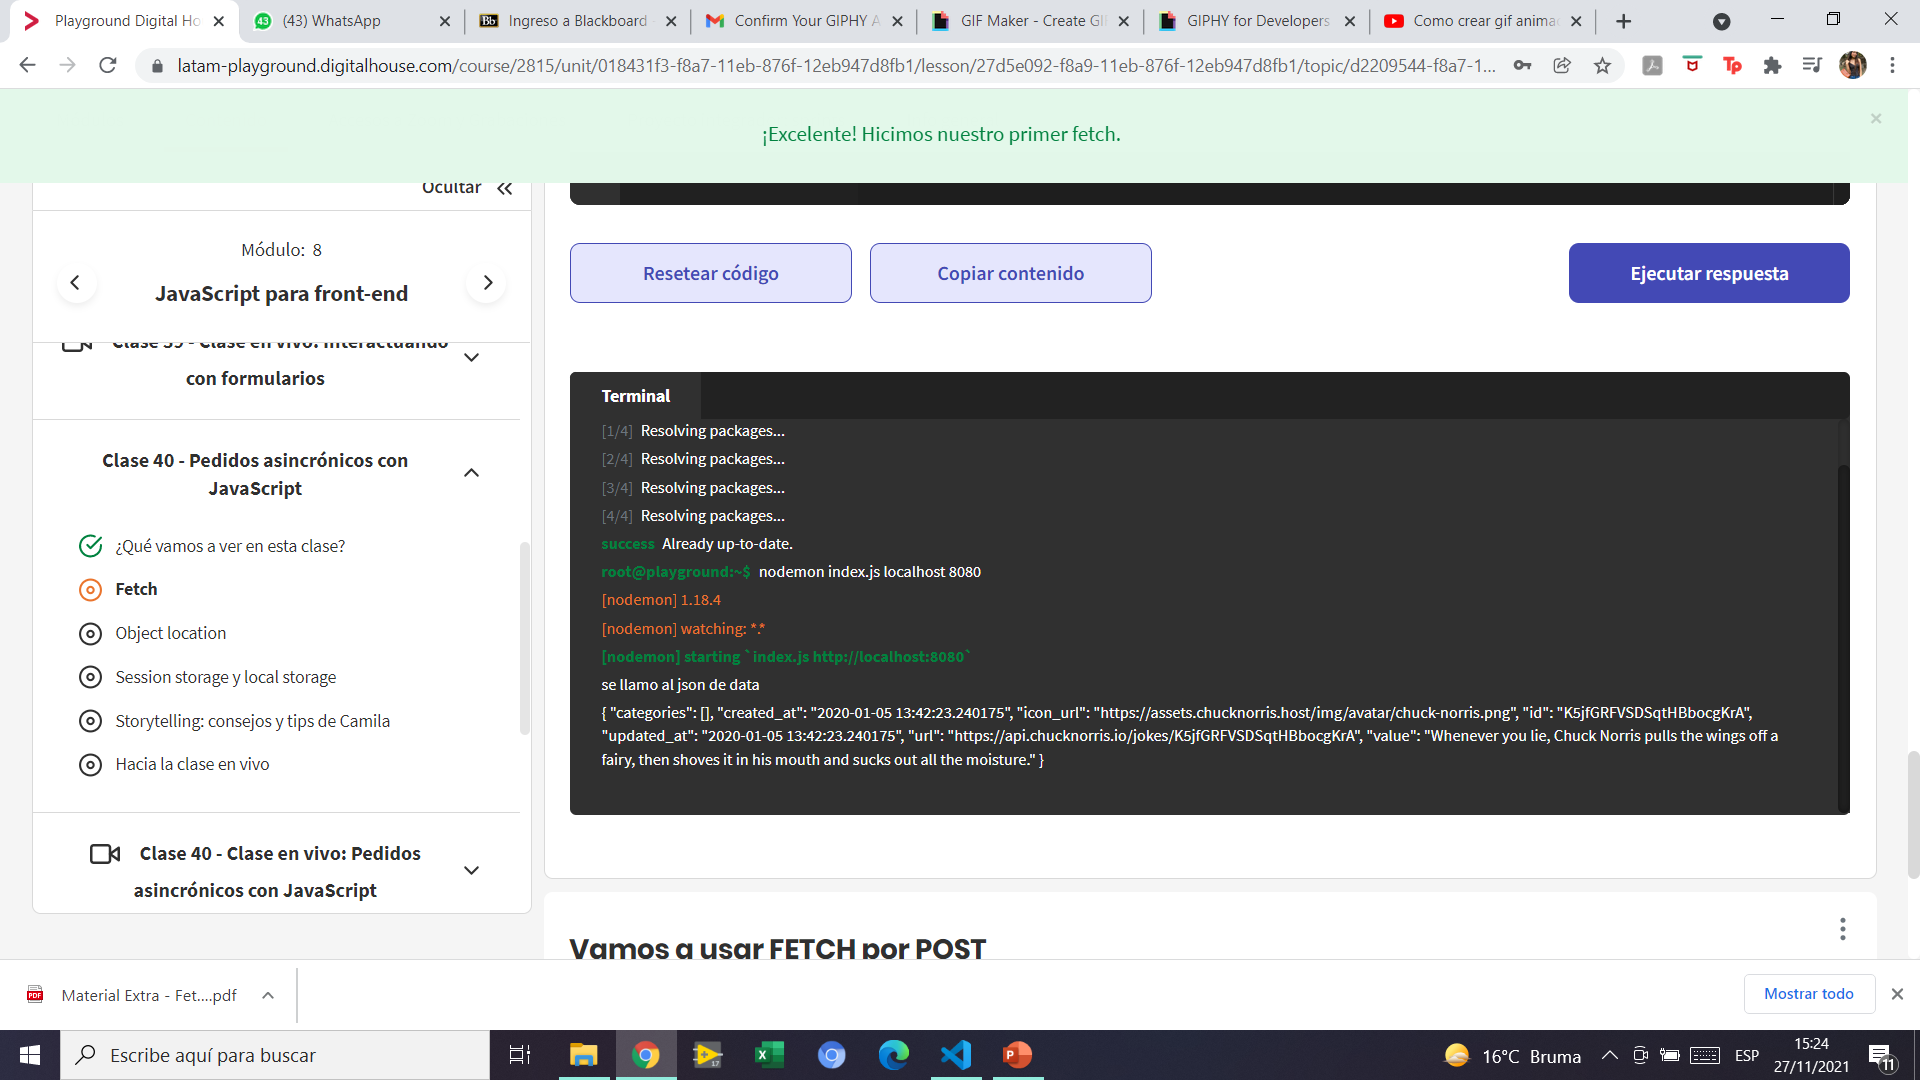 Playground Digital Ho
(43) WhatsApp
Ingreso a Blackboard -
Confirm Your GIPHY A
GIF Maker - Create GI
GIPHY for Developers
Como crear gif anima
latam-playground.digitalhouse.com/course/2815/unit/018431f3-f8a7-11eb-876f-12eb947d8fb1/lesson/27d5e092-f8a9-11eb-876f-12eb947d8fb1/topic/d2209544-f8a7-1...
¡Excelente! Hicimos nuestro primer fetch.
Ocultar
Módulo: 8
JavaScript para front-end
Clase 39 - Clase en vivo: Interactuando
con formularios
Clase 40 - Pedidos asincrónicos con
JavaScript
¿Qué vamos a ver en esta clase?
Fetch
Object location
Session storage y local storage
Storytelling: consejos y tips de Camila
Hacia la clase en vivo
Clase 40 - Clase en vivo: Pedidos
asincrónicos con JavaScript
Resetear código
Copiar contenido
Ejecutar respuesta
Terminal
[1/4] Resolving packages...
[2/4] Resolving packages...
[3/4] Resolving packages...
[4/4] Resolving packages...
success Already up-to-date.
root@playground:~$ nodemon index.js localhost 8080
[nodemon] 1.18.4
[nodemon] watching: *.*
[nodemon] starting `index.js http://localhost:8080`
se llamo al json de data
{ "categories": [], "created_at": "2020-01-05 13:42:23.240175", "icon_url": "https://assets.chucknorris.host/img/avatar/chuck-norris.png", "id": "K5jfGRFVSDSqtHBbocgKrA",
"updated_at": "2020-01-05 13:42:23.240175", "url": "https://api.chucknorris.io/jokes/K5jfGRFVSDSqtHBbocgKrA", "value": "Whenever you lie, Chuck Norris pulls the wings off a
fairy, then shoves it in his mouth and sucks out all the moisture." }
Vamos a usar FETCH por POST
Material Extra - Fet....pdf
Mostrar todo
Escribe aquí para buscar
16°C Bruma
ESP
15:24
27/11/2021
11